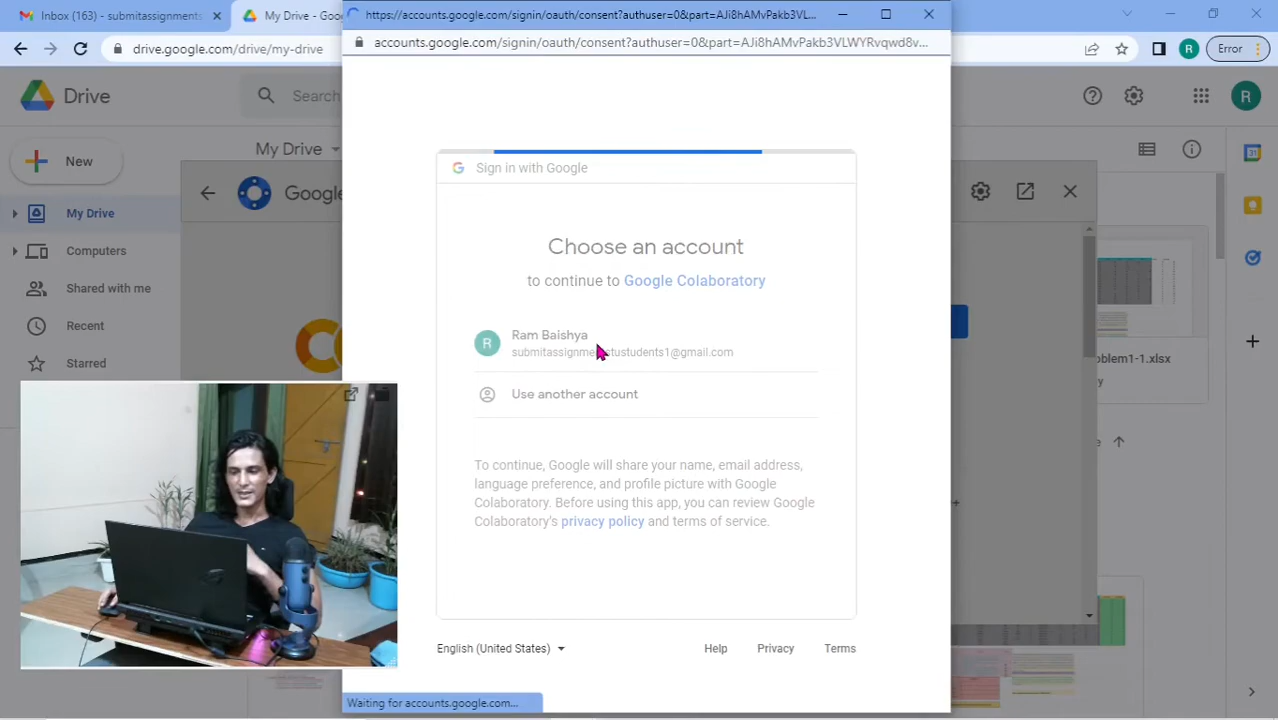 Inbox (163) - submitassignments
My Drive - Goo
https://accounts.google.com/signin/oauth/consent?authuser=0&part=AJi8hAMvPakb3VL...
drive.google.com/drive/my-drive
accounts.google.com/signin/oauth/consent?authuser=0&part=AJi8hAMvPakb3VLWYRvqwd8v...
R
Error
Drive
Search
R
New
My Drive
Sign in with Google
My Drive
Google
Computers
Choose an account
to continue to Google Colaboratory
Shared with me
Recent
Ram Baishya
R
oblem1-1.xlsx
Starred
Use another account
To continue, Google will share your name, email address,
language preference, and profile picture with Google
Colaboratory. Before using this app, you can review Google
Colaboratory's privacy policy and terms of service.
English (United States)
Help
Privacy
Terms
Waiting for accounts.google.com...